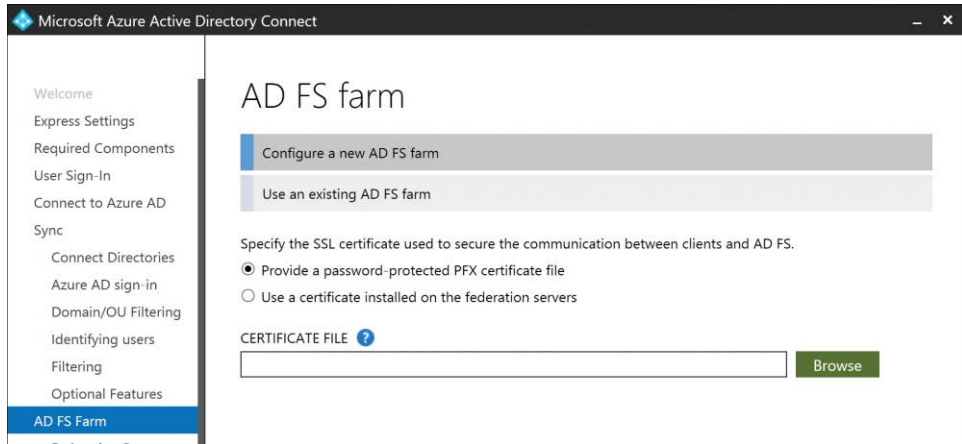 Microsoft Azure Active Directory Connect
Welcome
Express Settings
Required Components
User Sign-In
Connect to Azure AD
Sync
Connect Directories
Azure AD sign-in
Domain/OU Filtering
Identifying users
Filtering
Optional Features
AD FS Farm
AD FS farm
Configure a new AD FS farm
Use an existing AD FS farm
Specify the SSL certificate used to secure the communication between clients and AD FS.
Provide a password-protected PFX certificate file
Use a certificate installed on the federation servers
CERTIFICATE FILE ?
Browse